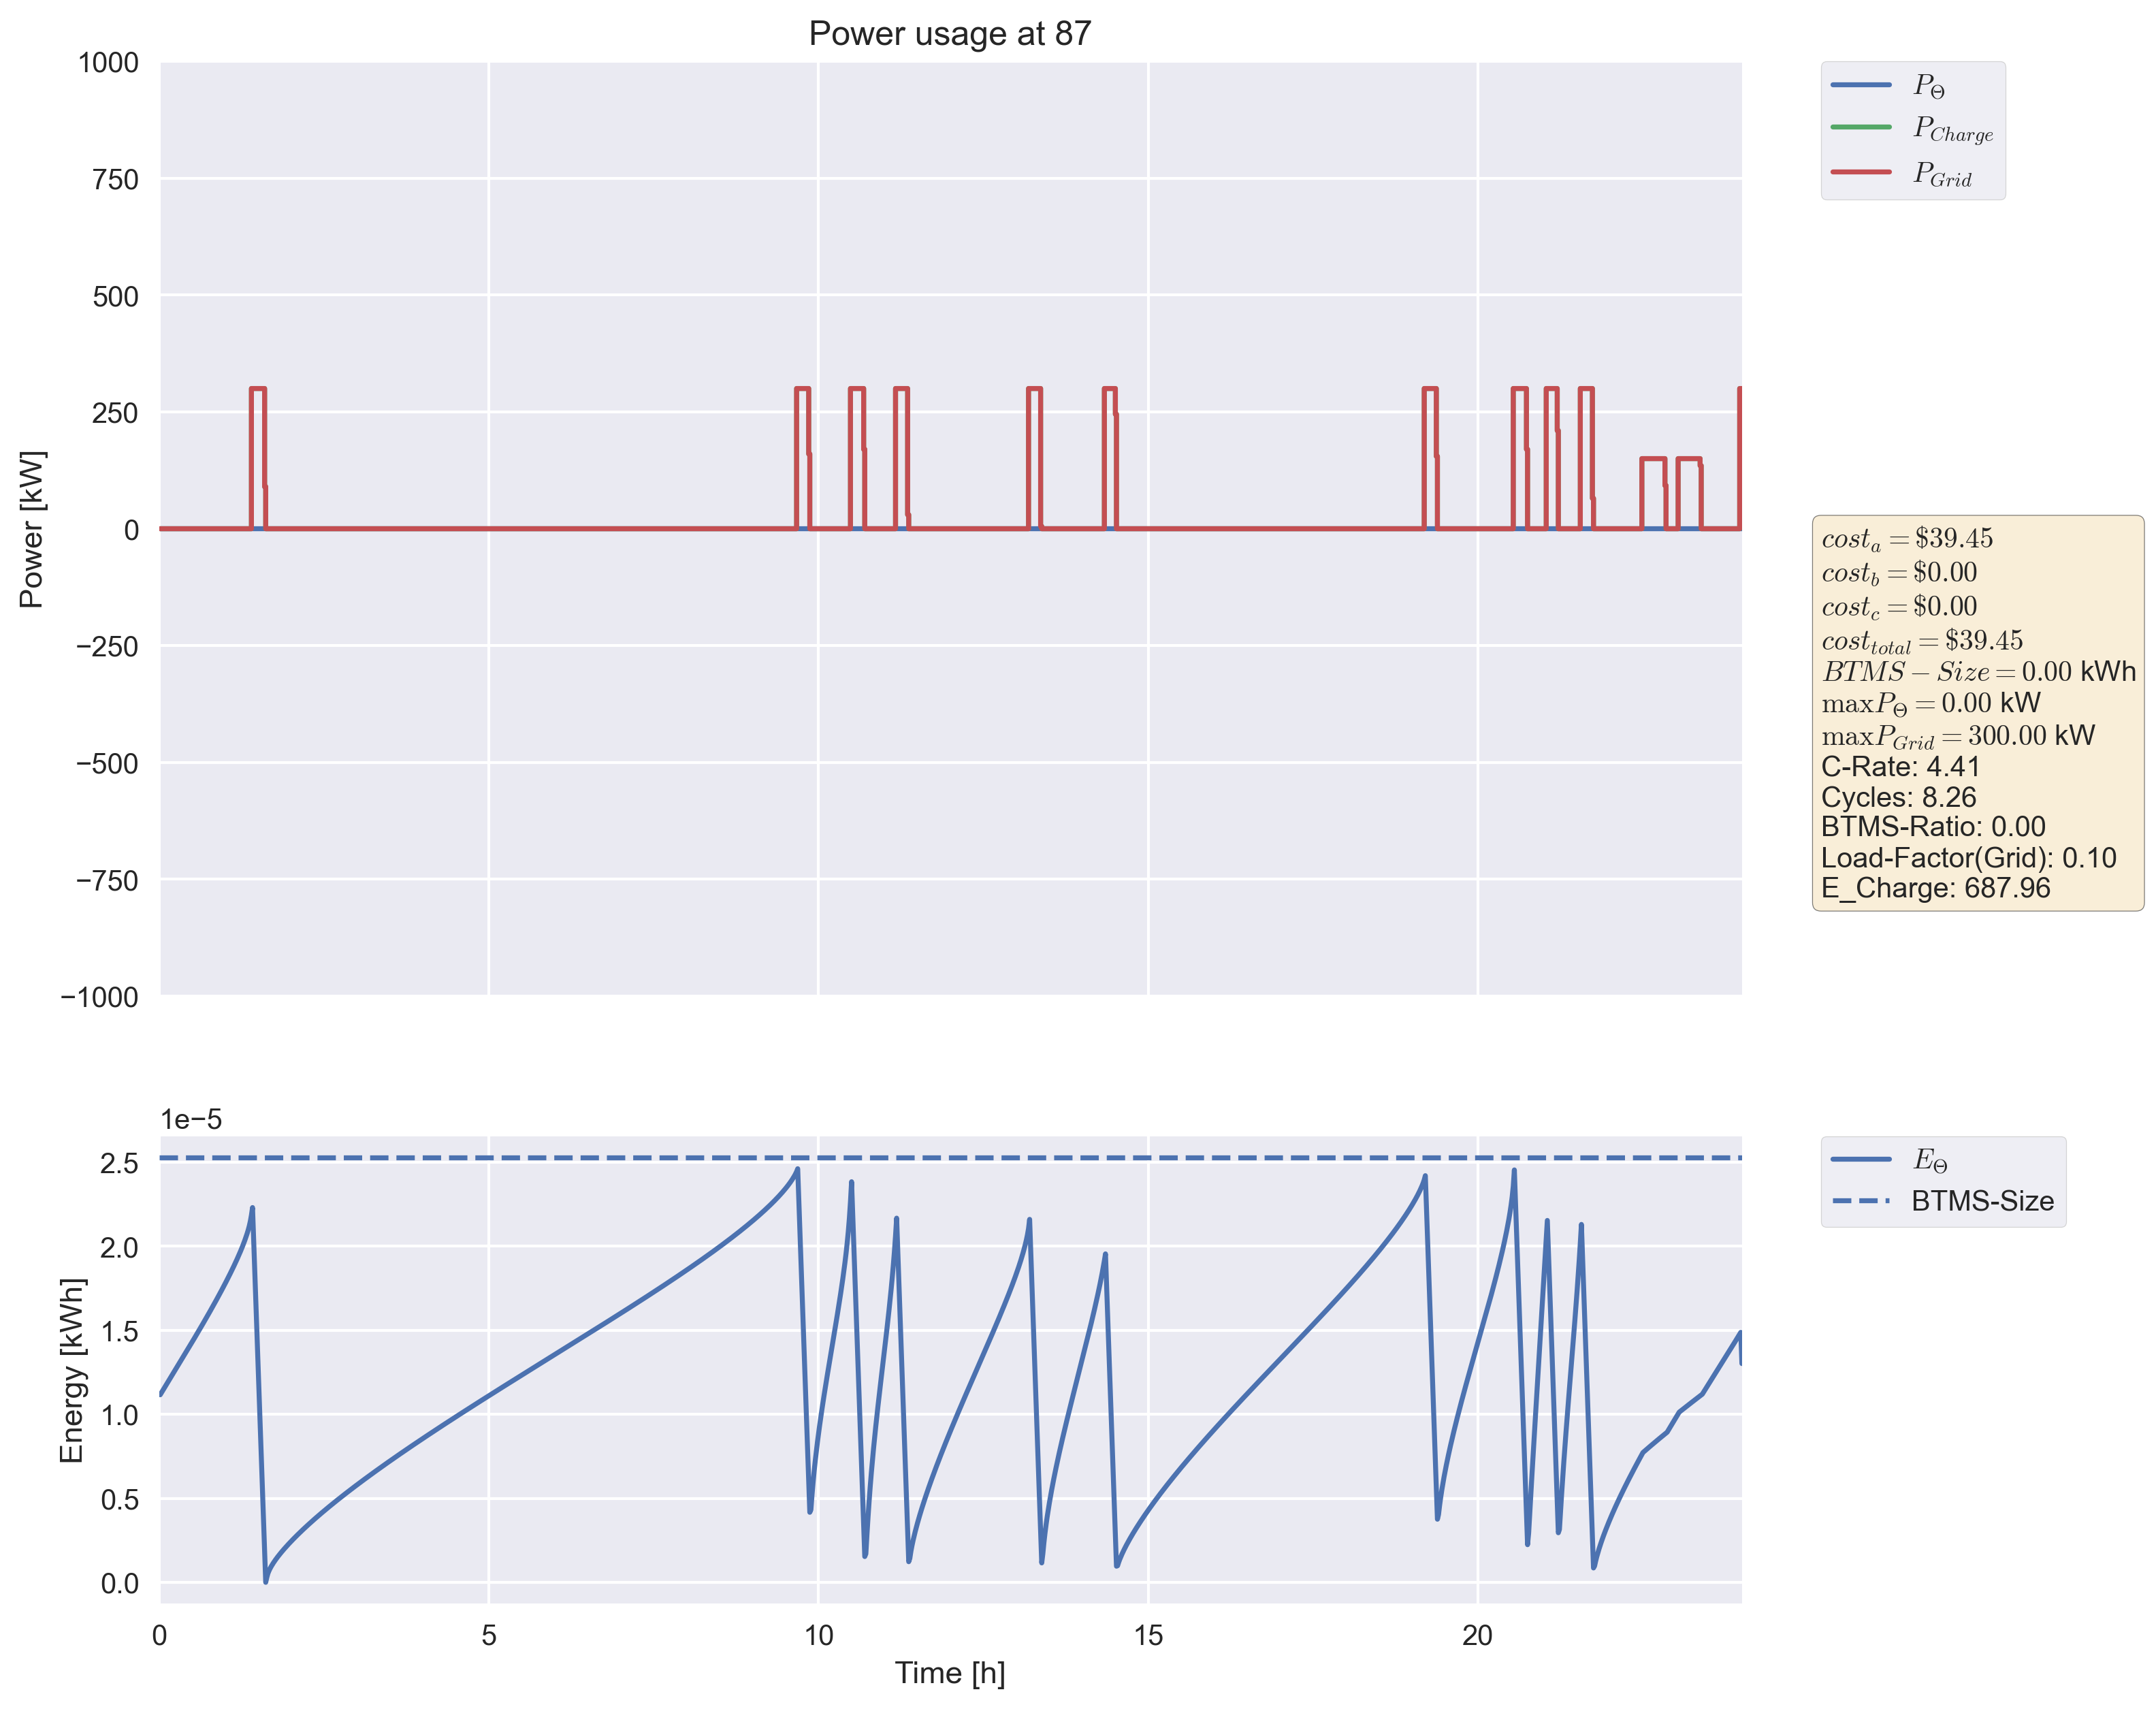 Power usage at 87
1000
750
500
250
0
−250
−500
−750
−1000
Power [kW]
P_Θ
P_Charge
P_Grid
cost_a = $39.45
cost_b = $0.00
cost_c = $0.00
cost_total = $39.45
BTMS − Size = 0.00 kWh
maxP_Θ = 0.00 kW
maxP_Grid = 300.00 kW
C-Rate: 4.41
Cycles: 8.26
BTMS-Ratio: 0.00
Load-Factor(Grid): 0.10
E_Charge: 687.96
1e−5
2.5
2.0
1.5
1.0
0.5
0.0
Energy [kWh]
E_Θ
BTMS-Size
0
5
10
15
20
Time [h]